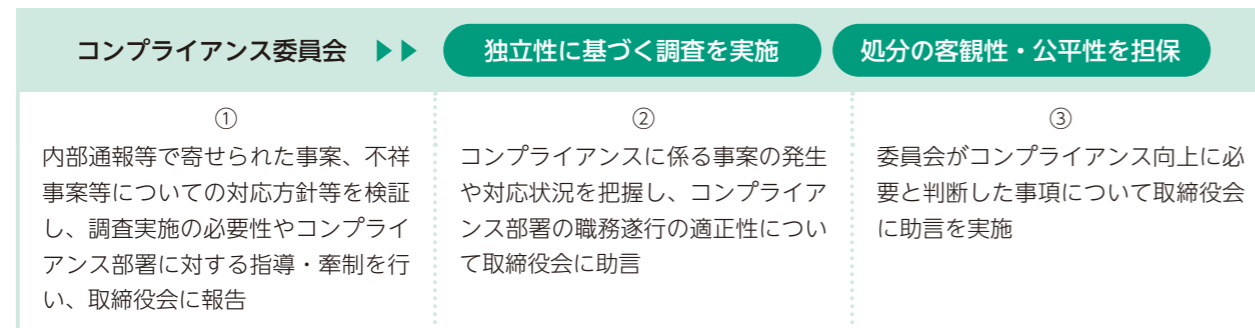 コンプライアンス委員会 ▶▶ 独立性に基づく調査を実施 処分の客観性・公平性を担保
①
内部通報等で寄せられた事案、不祥
事案等についての対応方針等を検証
し、調査実施の必要性やコンプライ
アンス部署に対する指導・牽制を行
い、取締役会に報告
②
コンプライアンスに係る事案の発生
や対応状況を把握し、コンプライア
ンス部署の職務遂行の適正性につい
て取締役会に助言
③
委員会がコンプライアンス向上に必
要と判断した事項について取締役会
に助言を実施